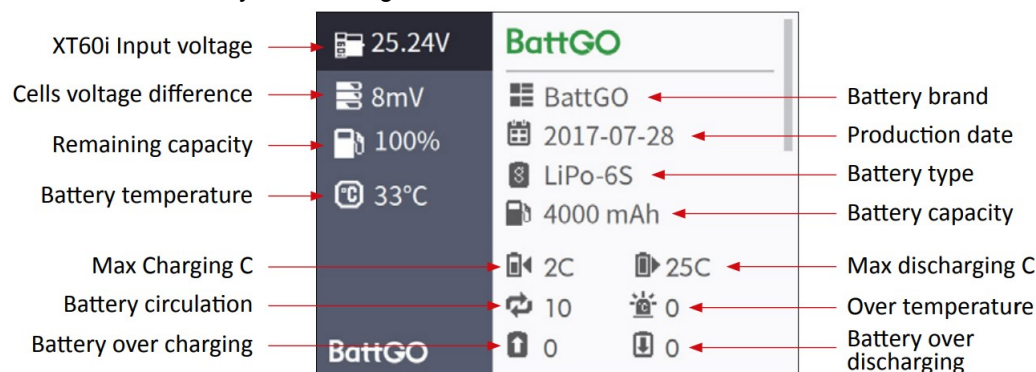 XT60i Input voltage
Cells voltage difference
Remaining capacity
Battery temperature
Max Charging C
Battery circulation
Battery over charging
25.24V
8mV
100%
33°C
BattGO
BattGO
BattGO
2017-07-28
LiPo-6S
4000 mAh
2C 25C
10 0
0 0
Battery brand
Production date
Battery type
Battery capacity
Max discharging C
Over temperature
Battery over
discharging